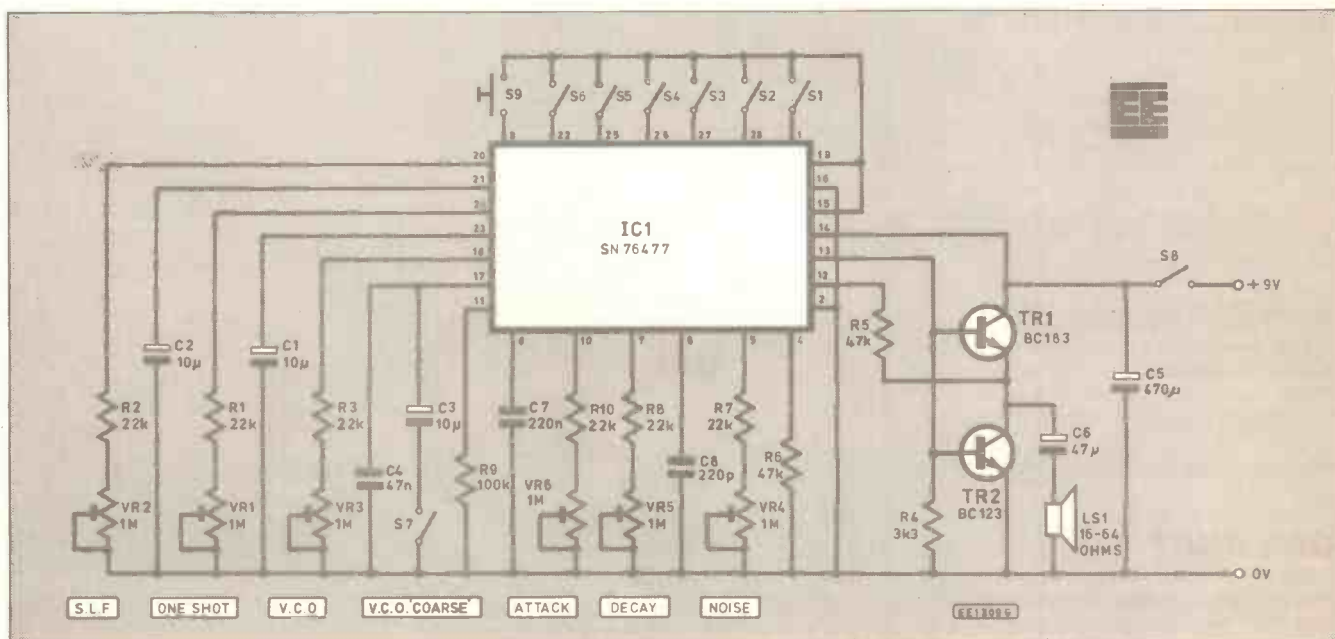 S9 S6 S5 S4 S3 S2 S1
22 25 26 27 28 1
EE
20 19
21 16
15
23 14
18 13
17 12
11 2
IC1
SN 76477
10 7 6 5 4
S8
+9V
TR1
BC183
R5
47k
C5
470µ
C2
10µ
C1
10µ
R2
22k
R1
22k
R3
22k
C3
10µ
C7
220n
R10
22k
R8
22k
R7
22k
C6
47µ
C4
47n
R9
100k
C8
220p
R6
47k
TR2
BC123
VR2
1M
VR1
1M
VR3
1M
S7
VR6
1M
VR5
1M
VR4
1M
R4
3k3
LS1
16-64
OHMS
0V
S.L.F ONE SHOT V.C.O V.C.O. 'COARSE' ATTACK DECAY NOISE